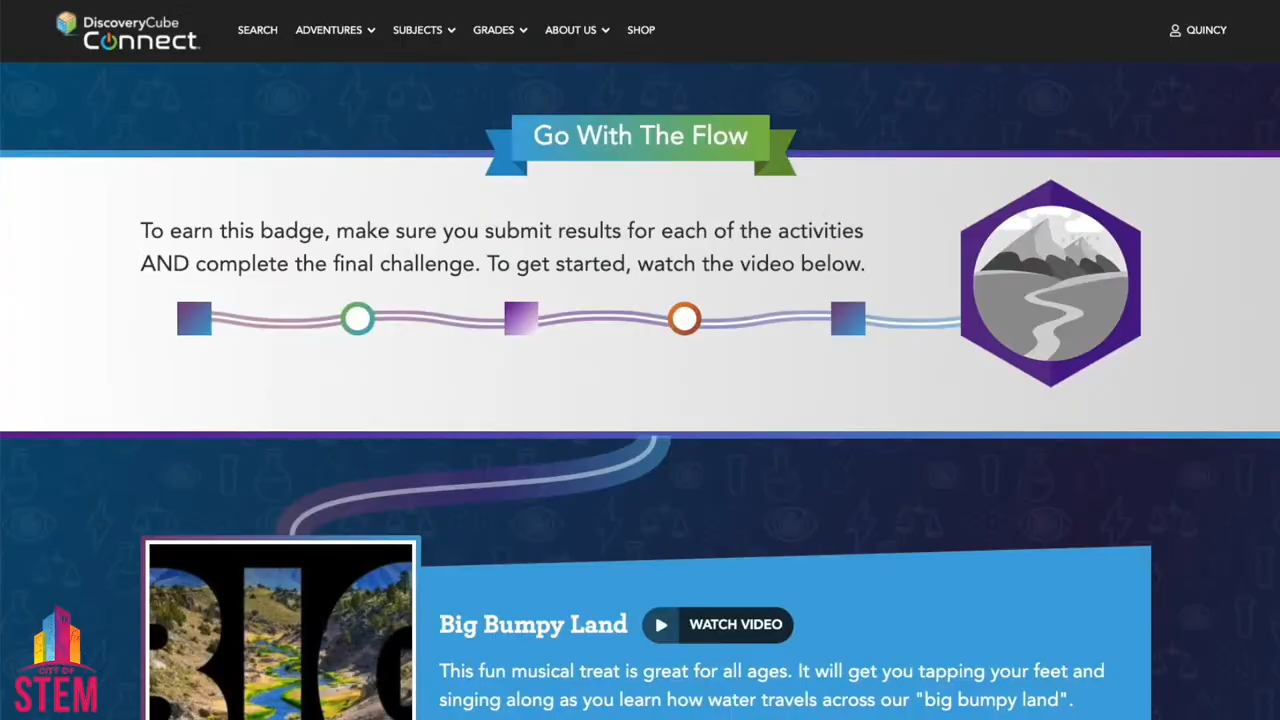 DiscoveryCube
Connect
SEARCH ADVENTURES SUBJECTS GRADES ABOUT US SHOP QUINCY
Go With The Flow
To earn this badge, make sure you submit results for each of the activities
AND complete the final challenge. To get started, watch the video below.
BIG
Big Bumpy Land WATCH VIDEO
This fun musical treat is great for all ages. It will get you tapping your feet and
singing along as you learn how water travels across our "big bumpy land".
CITY OF
STEM